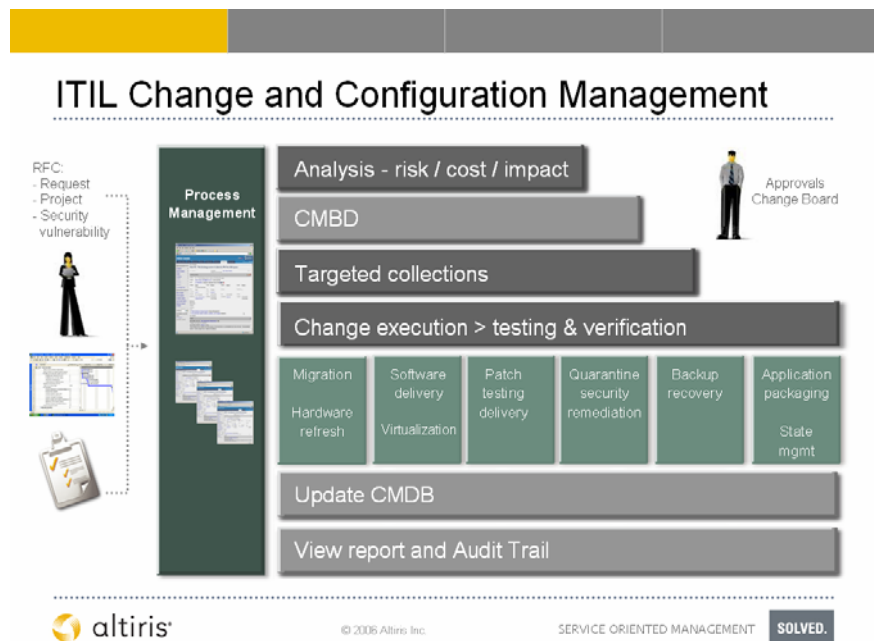 ITIL Change and Configuration Management
RFC:
- Request
- Project
- Security
vulnerability
Process
Management
Analysis - risk / cost / impact
CMBD
Targeted collections
Change execution > testing & verification
Approvals
Change Board
Migration
Hardware
refresh
Software
delivery
Virtualization
Patch
testing
delivery
Quarantine
security
remediation
Backup
recovery
Application
packaging
State
mgmt
Update CMDB
View report and Audit Trail
altiris
© 2006 Altiris Inc.
SERVICE ORIENTED MANAGEMENT
SOLVED.